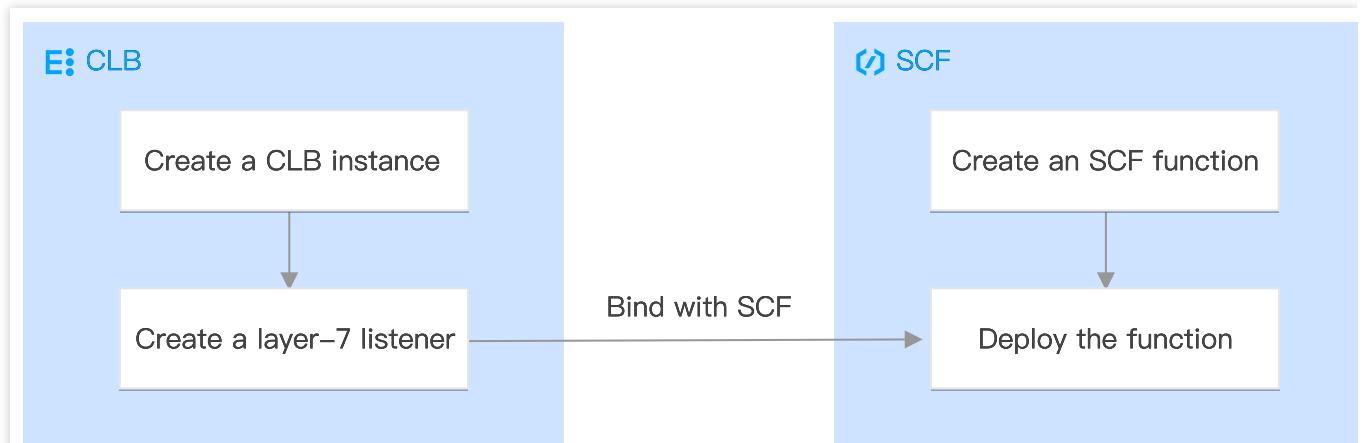 CLB
SCF
Create a CLB instance
Create an SCF function
Bind with SCF
Create a layer-7 listener
Deploy the function